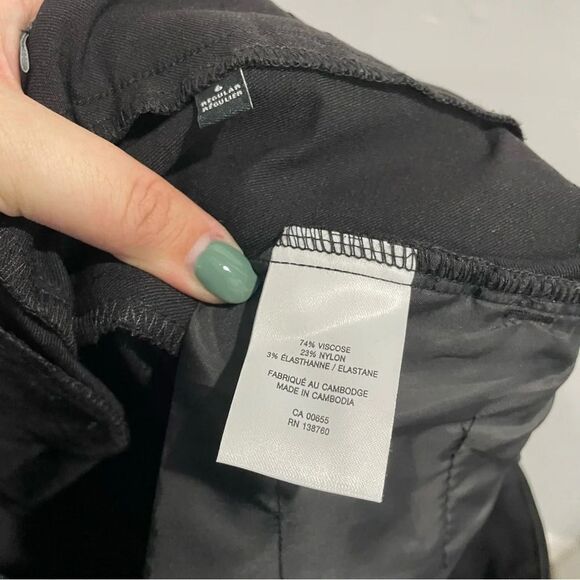 6
REGULAR
RÉGULIER
74% VISCOSE
23% NYLON
3% ÉLASTHANNE / ELASTANE
FABRIQUÉ AU CAMBODGE
MADE IN CAMBODIA
CA 00655
RN 138760